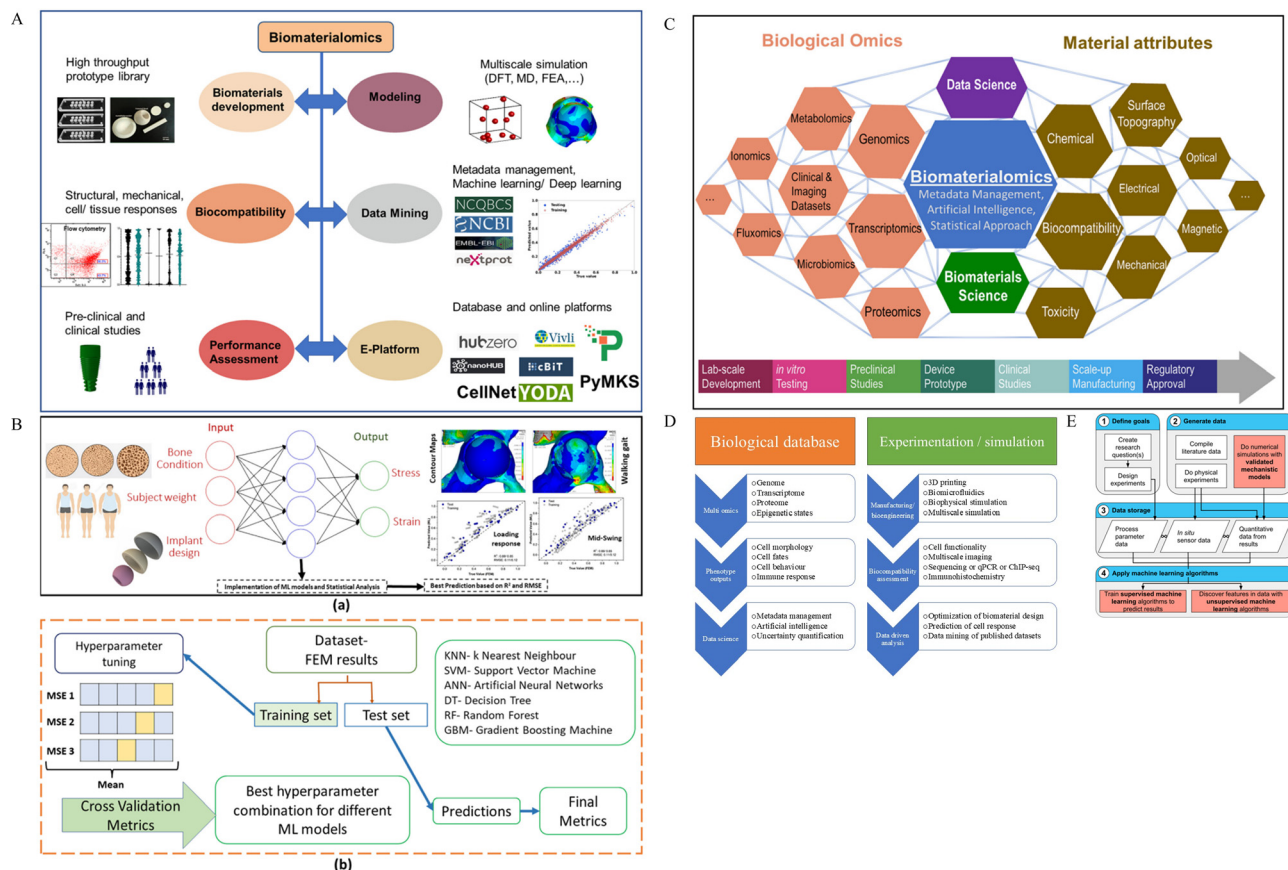 A
Biomaterialomics
High throughput
prototype library
Biomaterials
development
Modeling
Multiscale simulation
(DFT, MD, FEA,...)
Structural, mechanical,
cell/ tissue responses
Flow cytometry
Biocompatibility
Data Mining
Metadata management,
Machine learning/ Deep learning
NCQBCS
NCBI
EMBL-EBI
neXtprot
Testing
Training
Predicted value
True value
Pre-clinical and
clinical studies
Performance
Assessment
E-Platform
Database and online platforms
hubzero
Vivli
nanoHUB
cBiT
PyMKS
CellNet
YODA
B
Input
Output
Bone
Condition
Subject weight
Implant
design
Stress
Strain
Contour Maps
Walking gait
Loading
response
Mid-Swing
Implementation of ML models and Statistical Analysis
Best Prediction based on R² and RMSE
(a)
Hyperparameter
tuning
MSE 1
MSE 2
MSE 3
Mean
Dataset-
FEM results
Training set
Test set
KNN- k Nearest Neighbour
SVM- Support Vector Machine
ANN- Artificial Neural Networks
DT- Decision Tree
RF- Random Forest
GBM- Gradient Boosting Machine
Cross Validation
Metrics
Best hyperparameter
combination for different
ML models
Predictions
Final
Metrics
(b)
C
Biological Omics
Material attributes
Data Science
Metabolomics
Genomics
Ionomics
Clinical &
Imaging
Datasets
...
Fluxomics
Transcriptomics
Microbiomics
Proteomics
Biomaterialomics
Metadata Management,
Artificial Intelligence,
Statistical Approach
Biomaterials
Science
Chemical
Surface
Topography
Optical
Electrical
...
Biocompatibility
Magnetic
Mechanical
Toxicity
Lab-scale
Development
in vitro
Testing
Preclinical
Studies
Device
Prototype
Clinical
Studies
Scale-up
Manufacturing
Regulatory
Approval
D
Biological database
Experimentation / simulation
Multi omics
Genome
Transcriptome
Proteome
Epigenetic states
Manufacturing/
bioengineering
3D printing
Biomicrofluidics
Biophysical stimulation
Multiscale simulation
Phenotype
outputs
Cell morphology
Cell fates
Cell behaviour
Immune response
Biocompatibility
assessment
Cell functionality
Multiscale imaging
Sequencing or qPCR or ChIP-seq
Immunohistochemistry
Data science
Metadata management
Artificial intelligence
Uncertainty quantification
Data driven
analysis
Optimization of biomaterial design
Prediction of cell response
Data mining of published datasets
E
1 Define goals
Create
research
question(s)
Design
experiments
2 Generate data
Compile
literature data
Do physical
experiments
Do numerical
simulations with
validated
mechanistic
models
3 Data storage
Process
parameter
data
In situ
sensor data
Quantitative
data from
results
4 Apply machine learning algorithms
Train supervised machine
learning algorithms to
predict results
Discover features in data with
unsupervised machine
learning algorithms